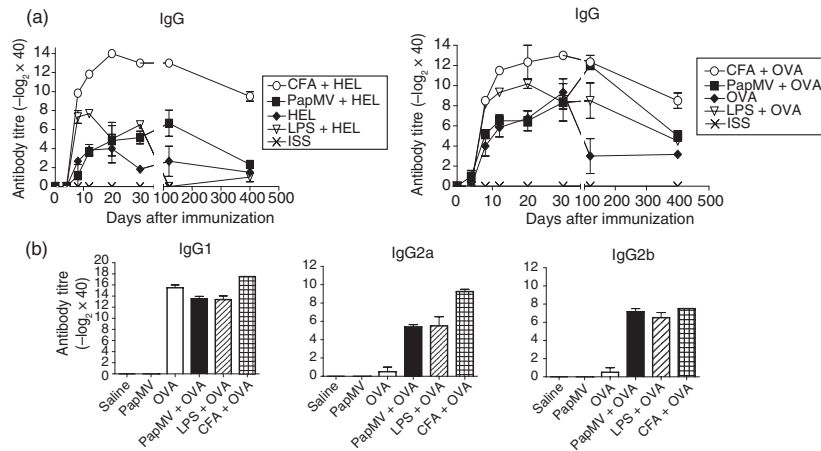 (a)
IgG
Antibody titre (–log₂ × 40)
16
14
12
10
8
6
4
2
0
0 10 20 30 100 200 300 400 500
Days after immunization
CFA + HEL
PapMV + HEL
HEL
LPS + HEL
ISS
IgG
Antibody titre (–log₂ × 40)
14
12
10
8
6
4
2
0
0 10 20 30 100 200 300 400 500
Days after immunization
CFA + OVA
PapMV + OVA
OVA
LPS + OVA
ISS
(b)
IgG1
Antibody titre
(–log₂ × 40)
20
18
16
14
12
10
8
6
4
2
0
Saline
PapMV
OVA
PapMV + OVA
LPS + OVA
CFA + OVA
IgG2a
10
8
6
4
2
0
Saline
PapMV
OVA
PapMV + OVA
LPS + OVA
CFA + OVA
IgG2b
10
8
6
4
2
0
Saline
PapMV
OVA
PapMV + OVA
LPS + OVA
CFA + OVA